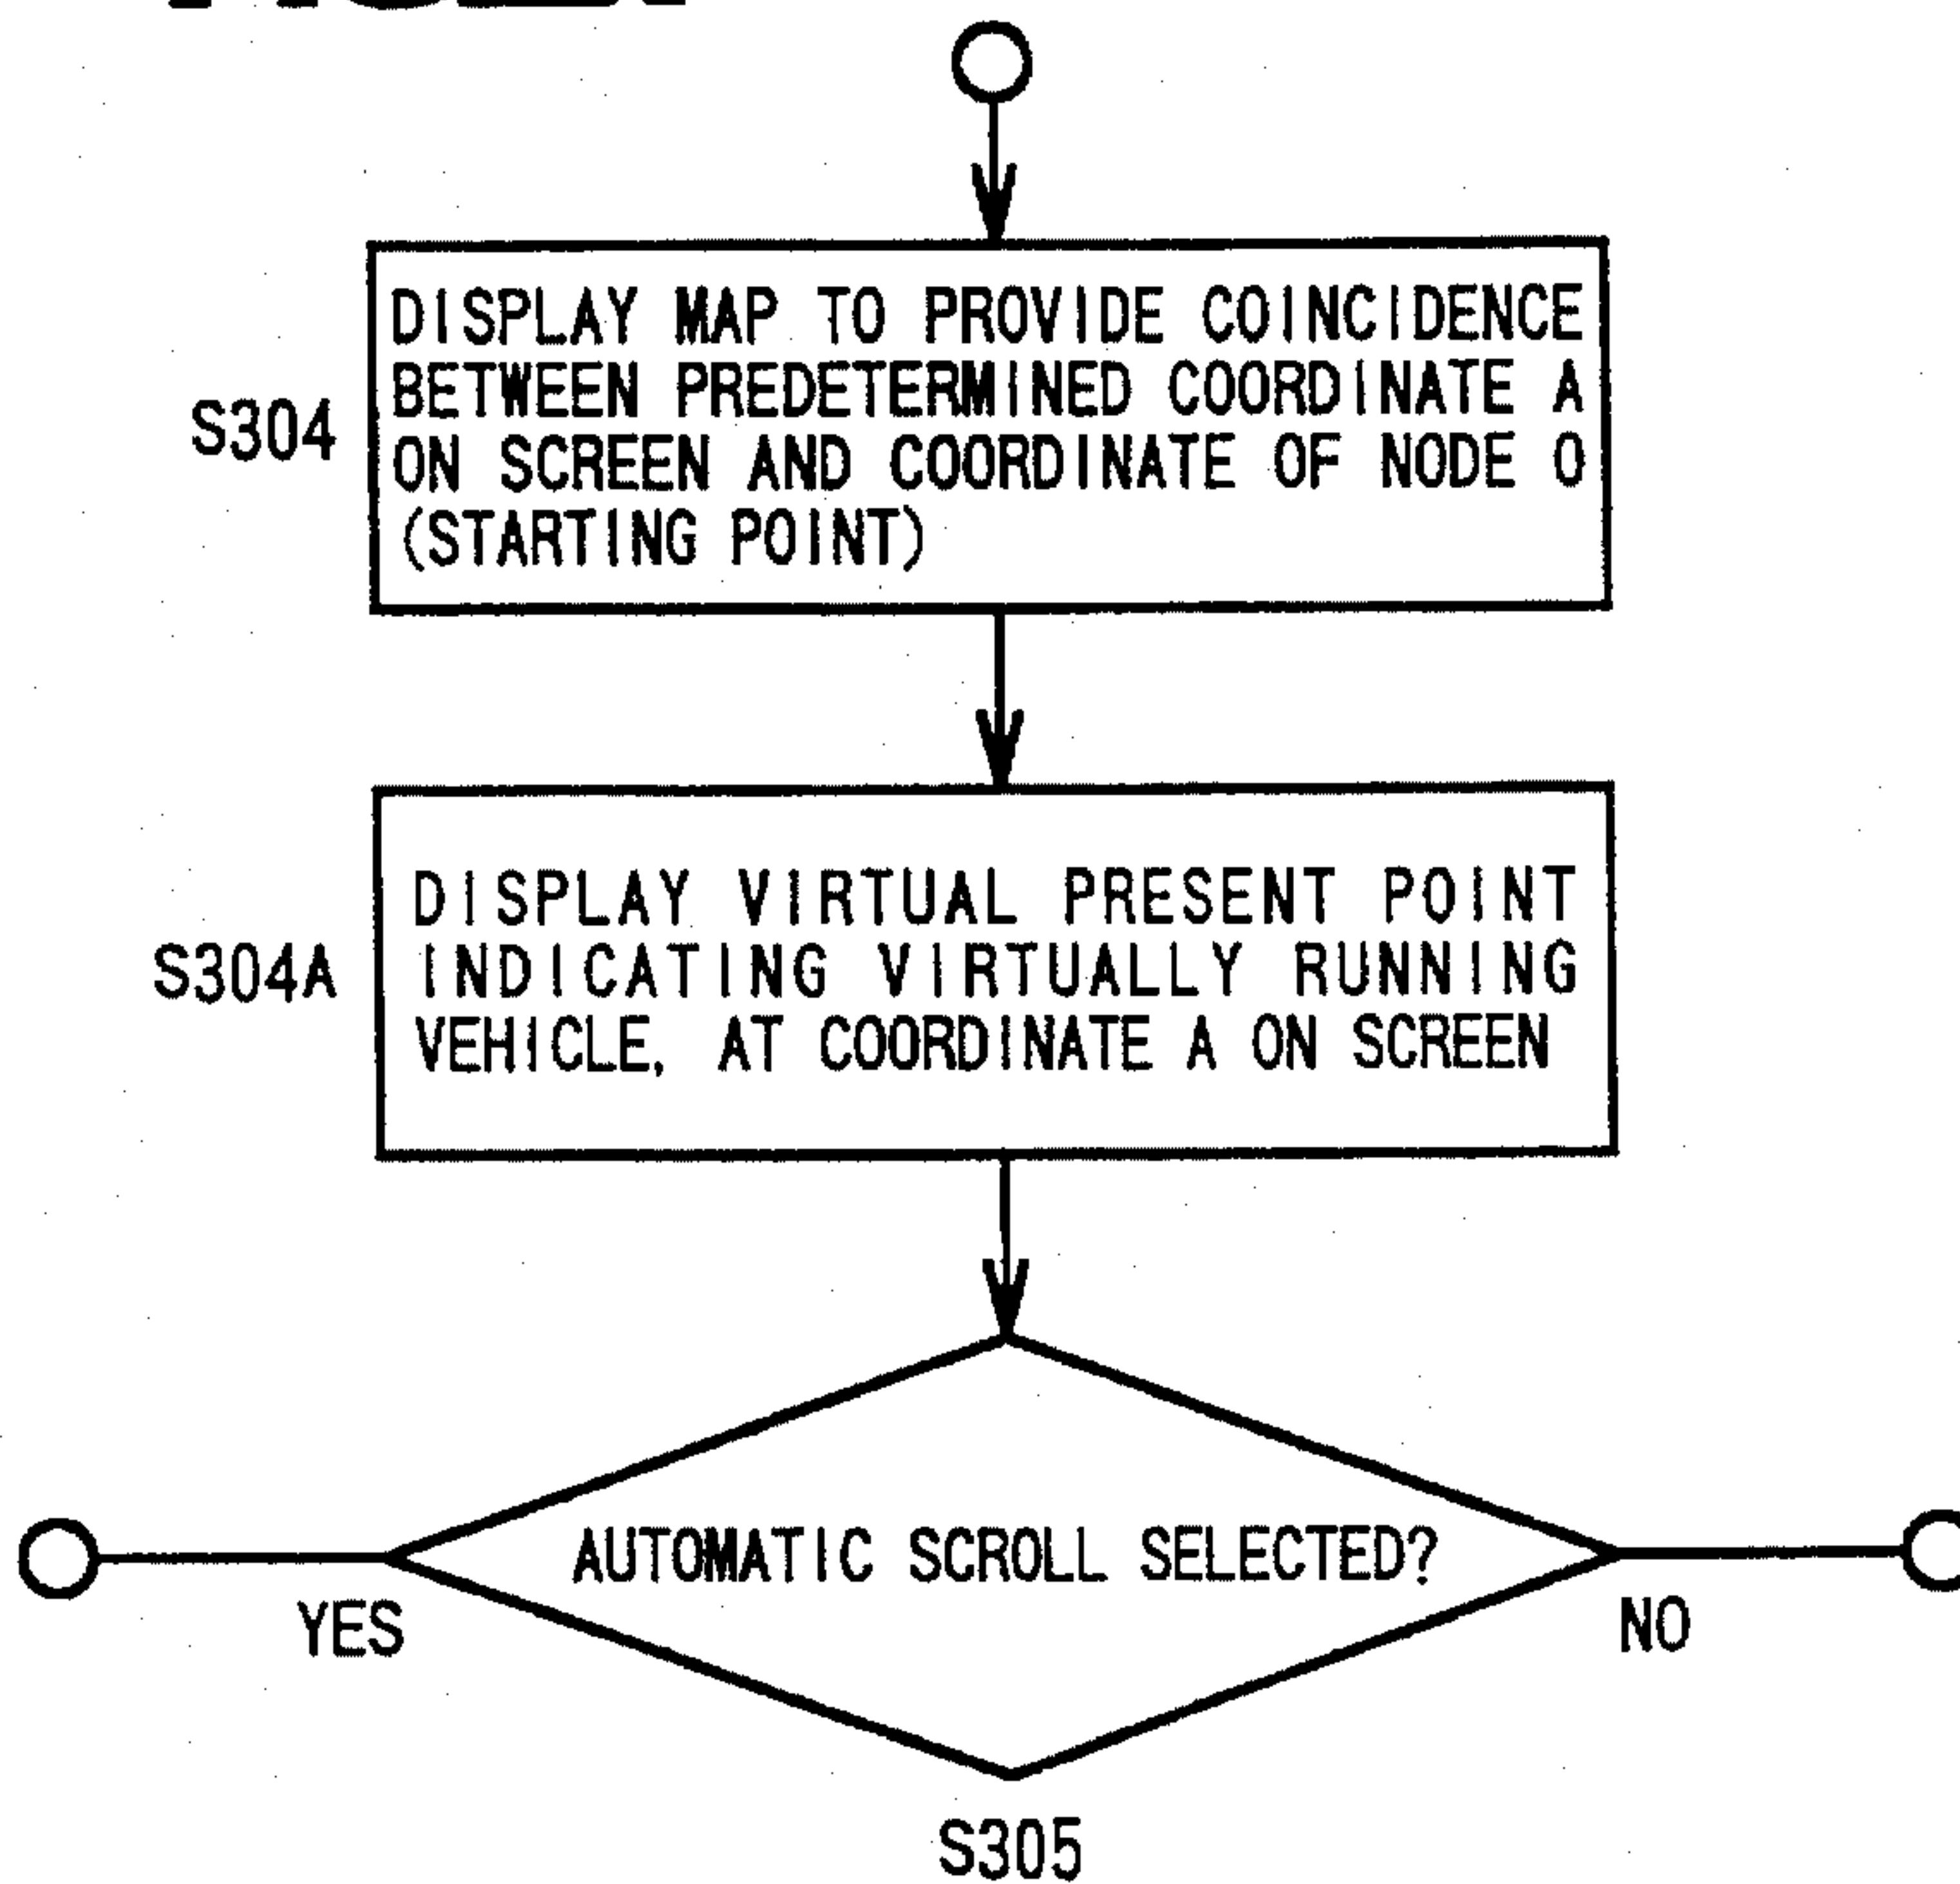 DISPLAY MAP TO PROVIDE COINCIDENCE
BETWEEN PREDETERMINED COORDINATE A
S304
ON SCREEN AND COORDINATE OF NODE 0
(STARTING POINT)
DISPLAY VIRTUAL PRESENT POINT
S304A
INDICATING VIRTUALLY RUNNING
VEHICLE, AT COORDINATE A ON SCREEN
AUTOMATIC SCROLL SELECTED?
YES
NO
S305